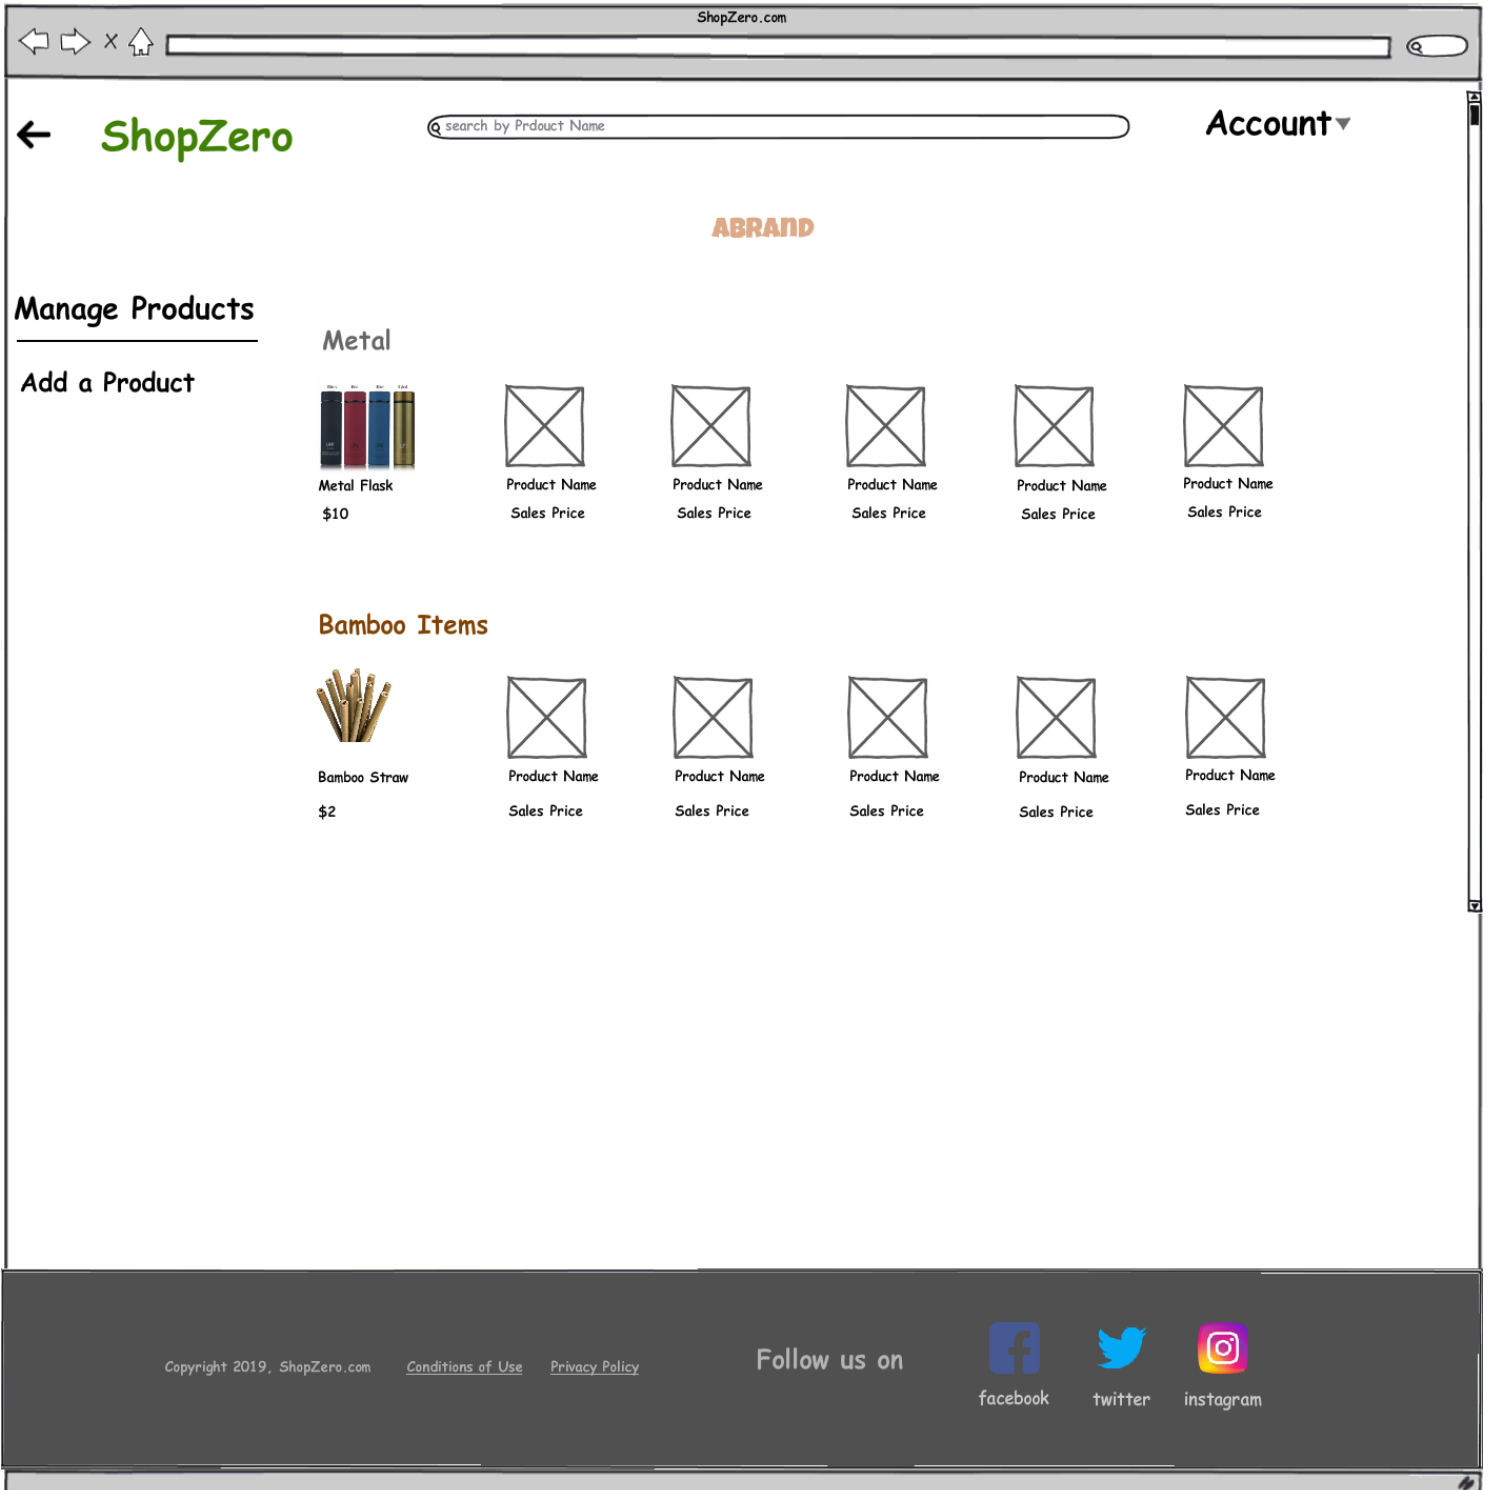 ShopZero.com
ShopZero
search by Prdouct Name
Account
ABRAND
Manage Products
Add a Product
Metal
Metal Flask
Product Name
Product Name
Product Name
Product Name
Product Name
$10
Sales Price
Sales Price
Sales Price
Sales Price
Sales Price
Bamboo Items
Bamboo Straw
Product Name
Product Name
Product Name
Product Name
Product Name
$2
Sales Price
Sales Price
Sales Price
Sales Price
Sales Price
Copyright 2019, ShopZero.com
Conditions of Use
Privacy Policy
Follow us on
facebook
twitter
instagram